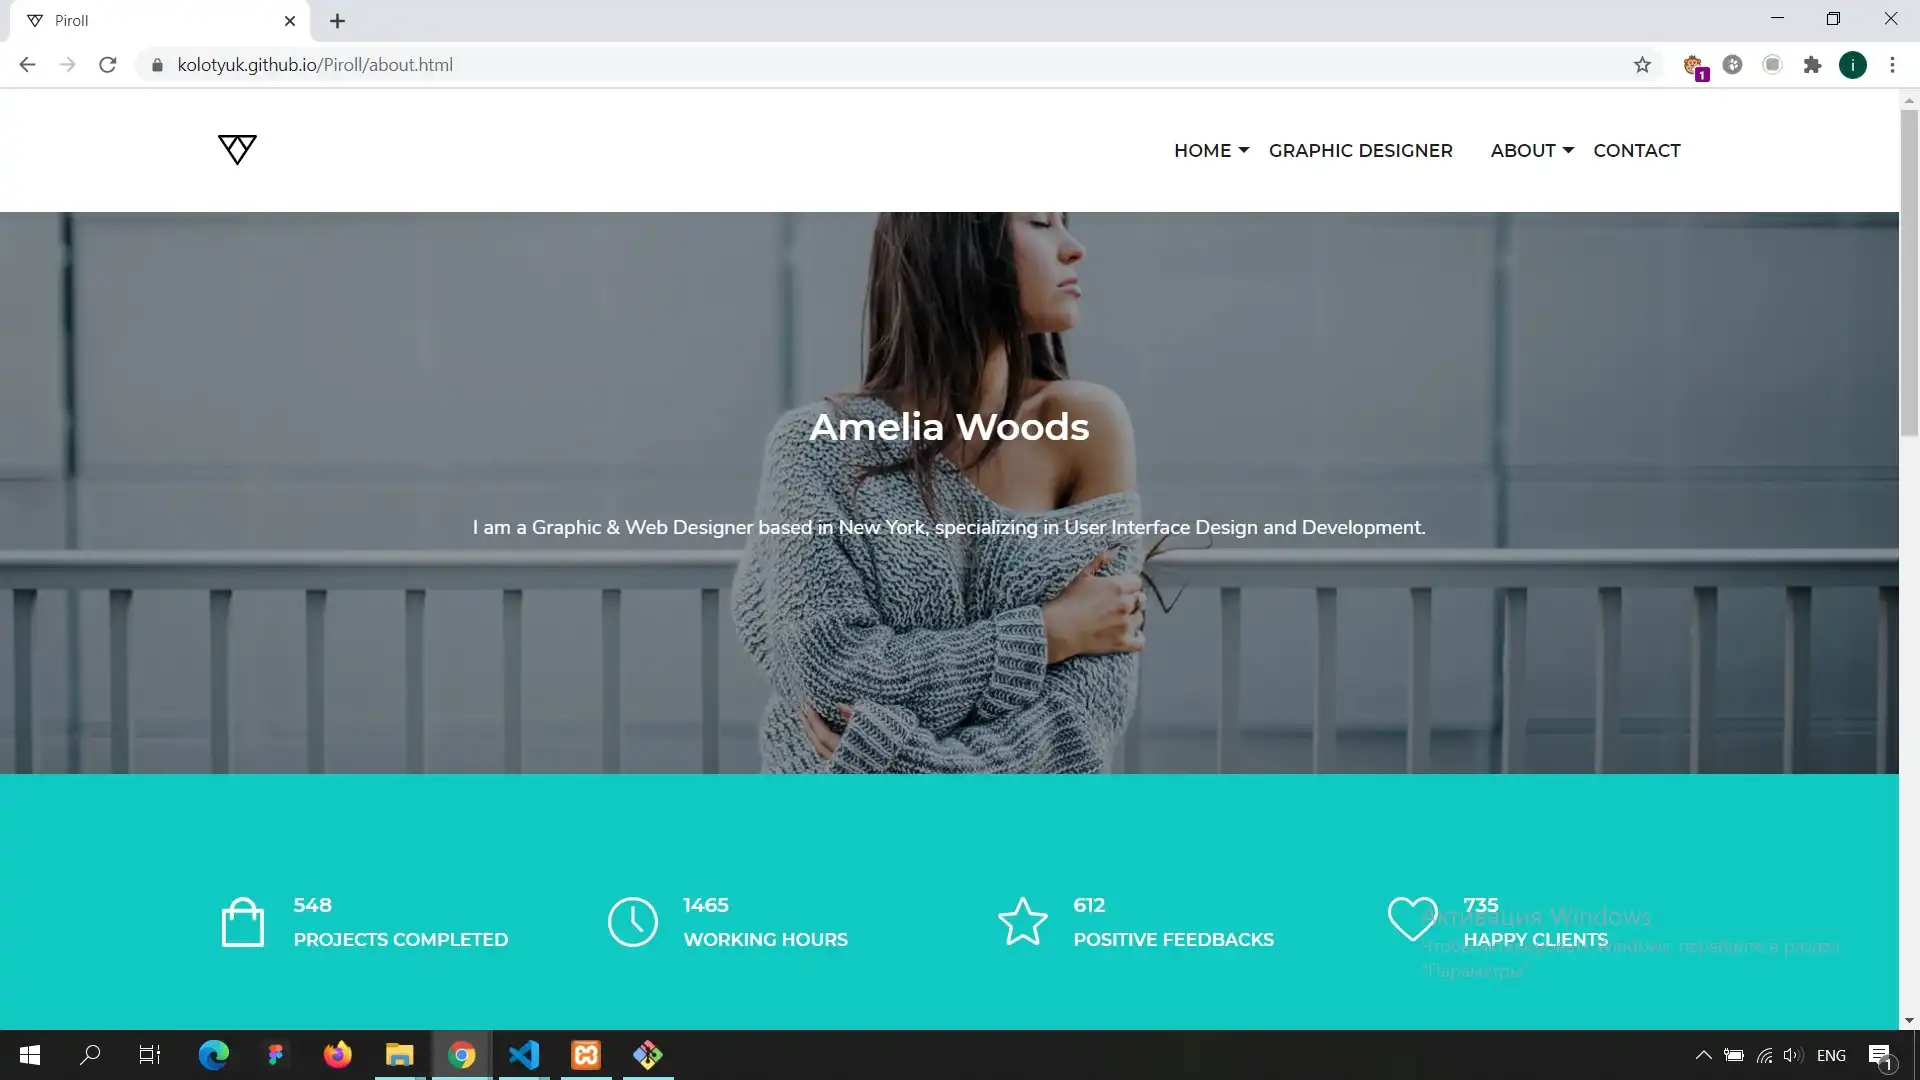 Piroll
kolotyuk.github.io/Piroll/about.html
1
i
HOME
GRAPHIC DESIGNER
ABOUT
CONTACT
Amelia Woods
I am a Graphic & Web Designer based in New York, specializing in User Interface Design and Development.
548
PROJECTS COMPLETED
1465
WORKING HOURS
612
POSITIVE FEEDBACKS
735
HAPPY CLIENTS
Активация Windows
Чтобы активировать Windows, перейдите в раздел
"Параметры".
ENG
1